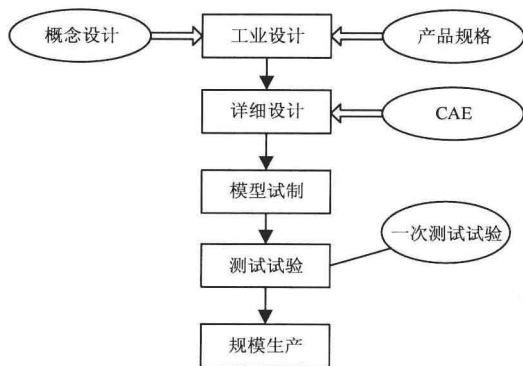 概念设计
工业设计
产品规格
详细设计
CAE
模型试制
一次测试试验
测试试验
规模生产